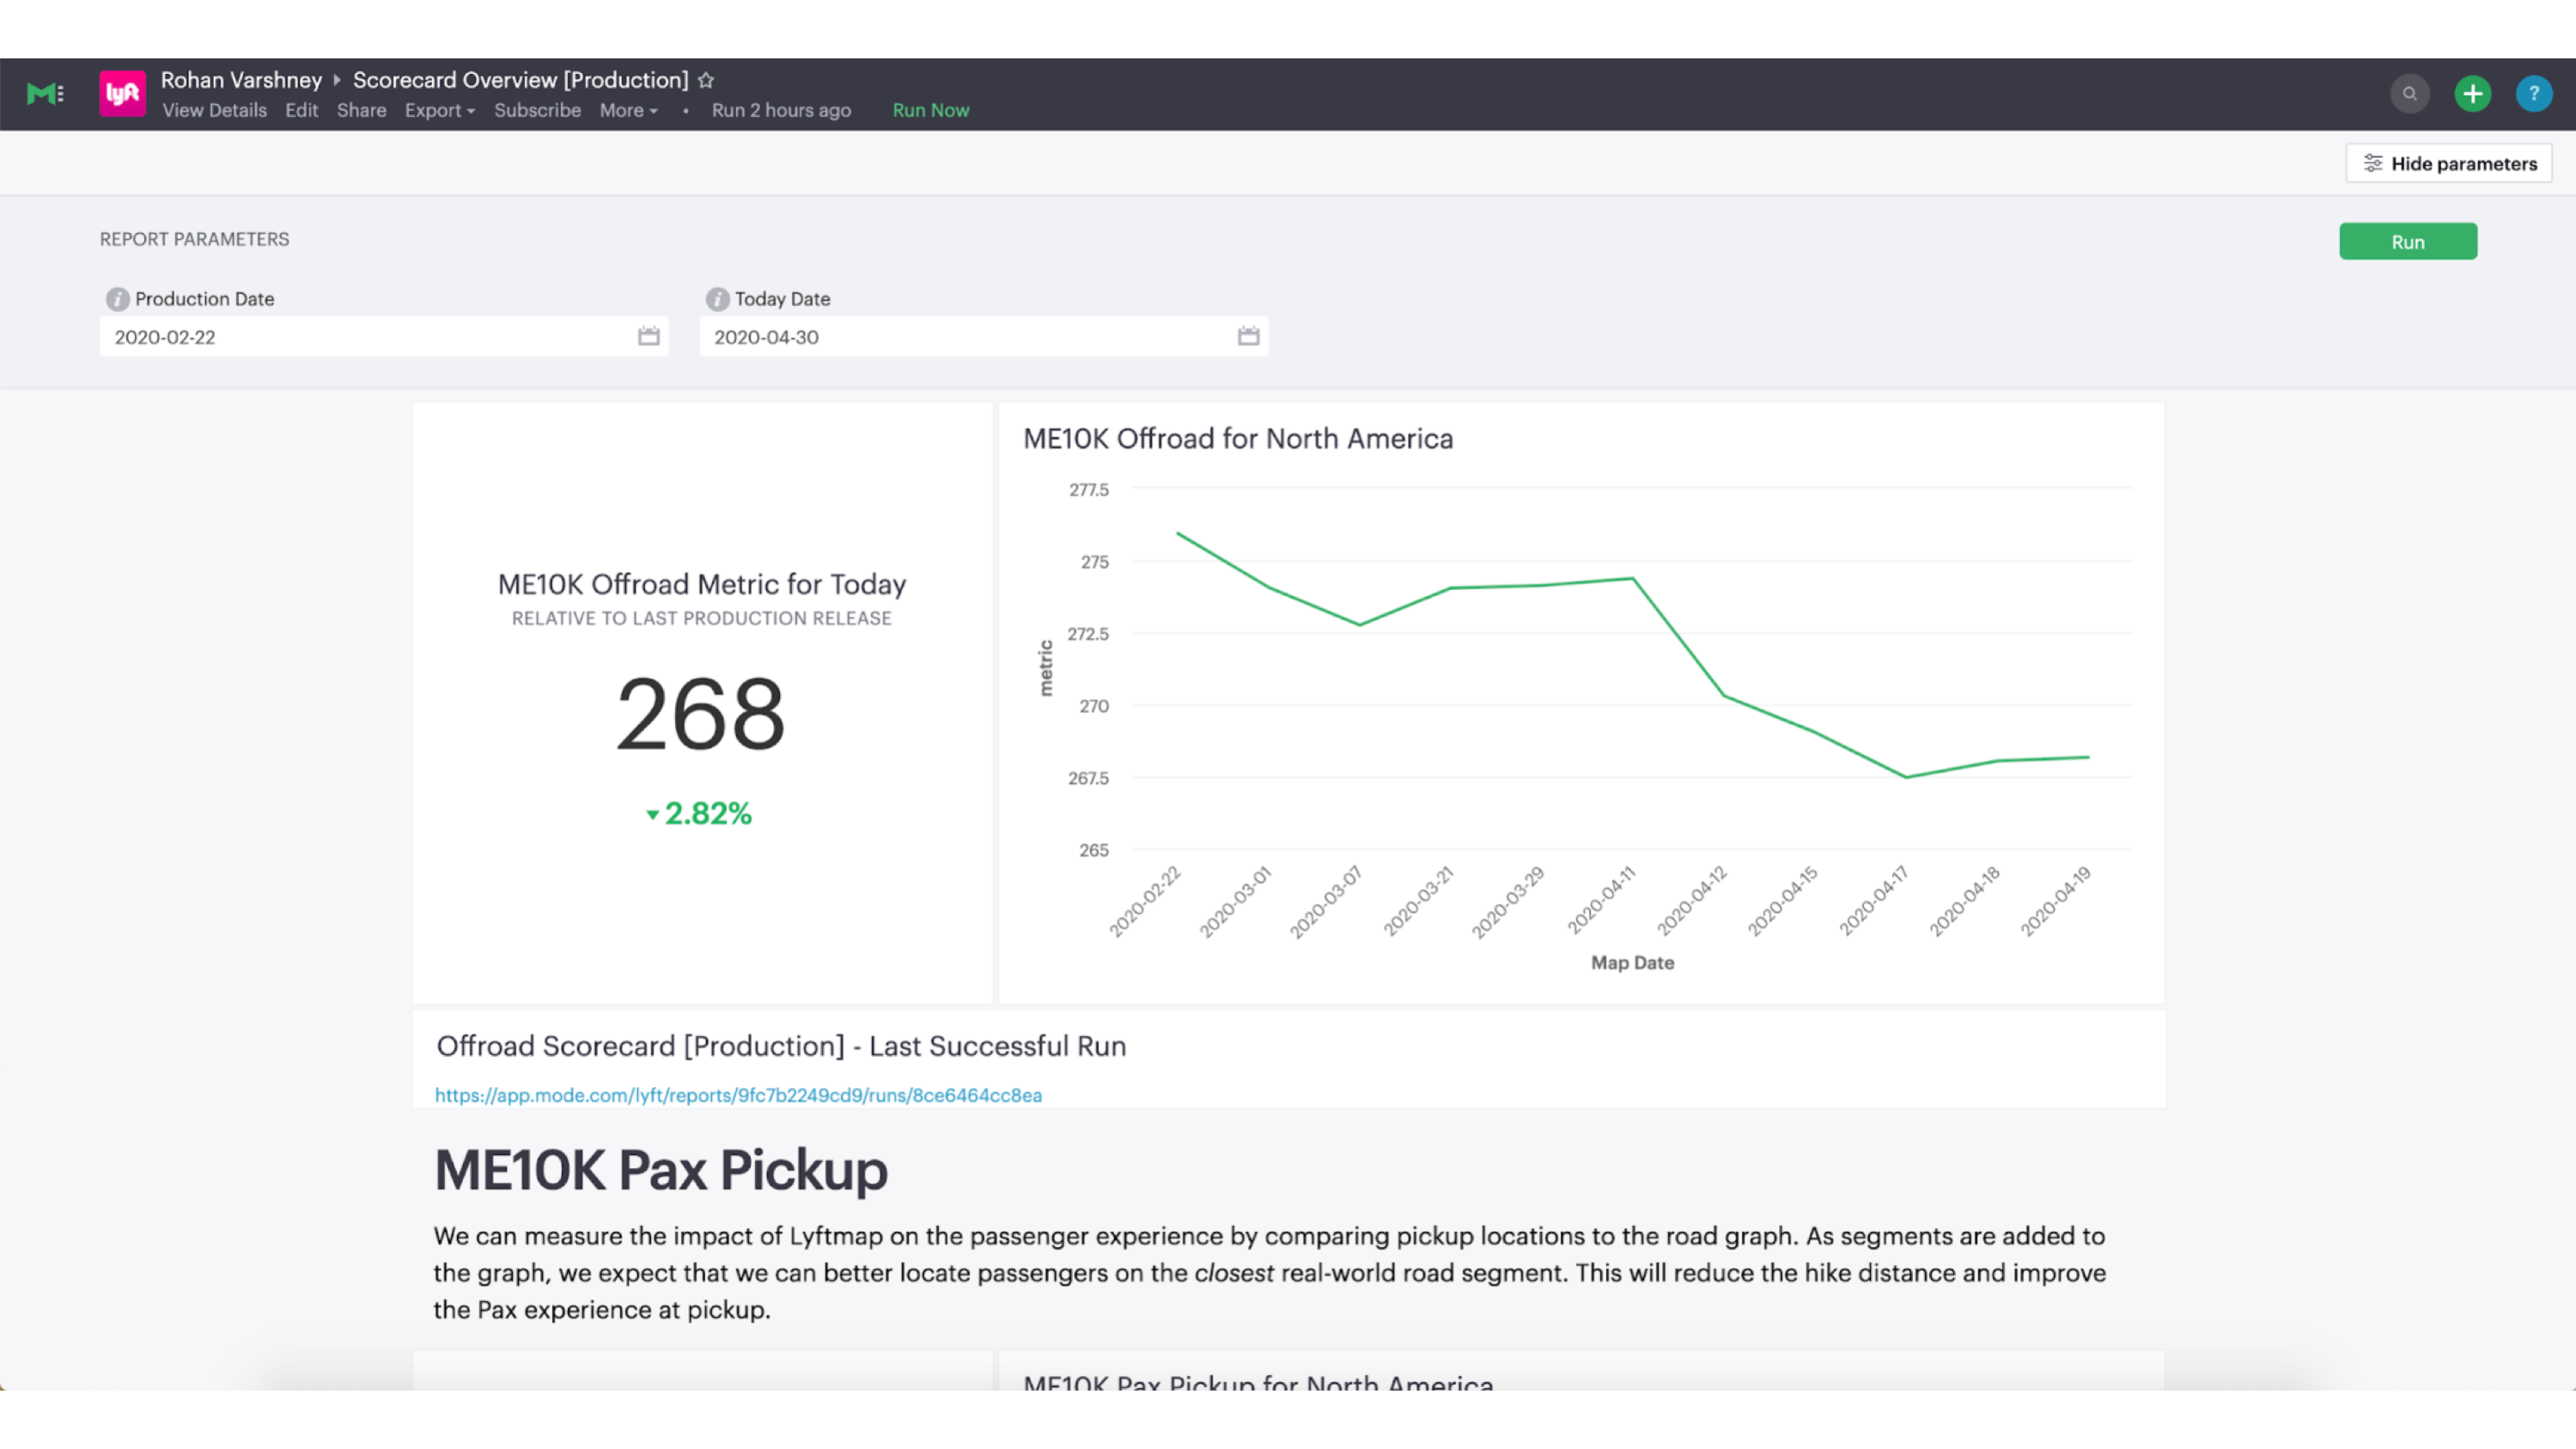 lyft
Rohan Varshney Scorecard Overview [Production]
View Details Edit Share Export Subscribe More • Run 2 hours ago Run Now
?
Hide parameters
REPORT PARAMETERS
Run
i Production Date
i Today Date
2020-02-22
2020-04-30
ME10K Offroad Metric for Today
RELATIVE TO LAST PRODUCTION RELEASE
268
2.82%
ME10K Offroad for North America
277.5
275
272.5
270
267.5
265
metric
2020-02-22
2020-03-01
2020-03-07
2020-03-21
2020-03-29
2020-04-11
2020-04-12
2020-04-15
2020-04-17
2020-04-18
2020-04-19
Map Date
Offroad Scorecard [Production] - Last Successful Run
https://app.mode.com/lyft/reports/9fc7b2249cd9/runs/8ce6464cc8ea
ME10K Pax Pickup
We can measure the impact of Lyftmap on the passenger experience by comparing pickup locations to the road graph. As segments are added to
the graph, we expect that we can better locate passengers on the closest real-world road segment. This will reduce the hike distance and improve
the Pax experience at pickup.
ME10K Pax Pickup for North America